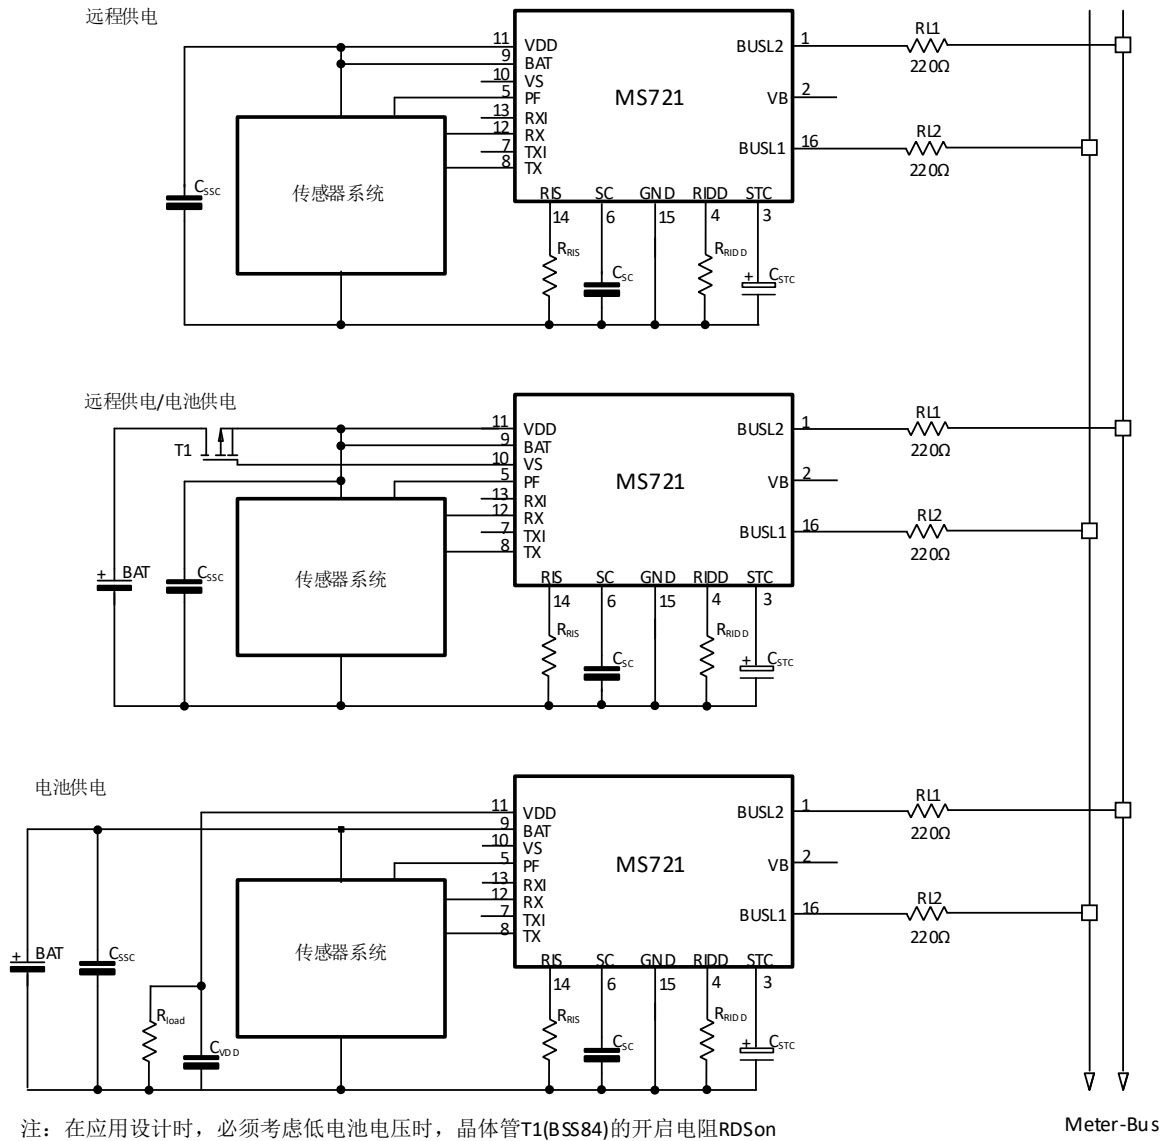 远程供电
11 VDD
9 BAT
10 VS
5 PF
13 RXI
12 RX
7 TXI
8 TX
MS721
BUSL2 1
VB 2
BUSL1 16
RL1
220Ω
RL2
220Ω
RIS SC GND RIDD STC
14 6 15 4 3
CSSC
传感器系统
RRIS
CSC
RRIDD
+ CSTC
远程供电/电池供电
T1
11 VDD
9 BAT
10 VS
5 PF
13 RXI
12 RX
7 TXI
8 TX
MS721
BUSL2 1
VB 2
BUSL1 16
RL1
220Ω
RL2
220Ω
RIS SC GND RIDD STC
14 6 15 4 3
+ BAT
CSSC
传感器系统
RRIS
CSC
RRIDD
+ CSTC
电池供电
11 VDD
9 BAT
10 VS
5 PF
13 RXI
12 RX
7 TXI
8 TX
MS721
BUSL2 1
VB 2
BUSL1 16
RL1
220Ω
RL2
220Ω
RIS SC GND RIDD STC
14 6 15 4 3
+ BAT
CSSC
传感器系统
Rload
CVDD
RRIS
CSC
RRIDD
+ CSTC
注：在应用设计时，必须考虑低电池电压时，晶体管T1(BSS84)的开启电阻RDSon
Meter-Bus